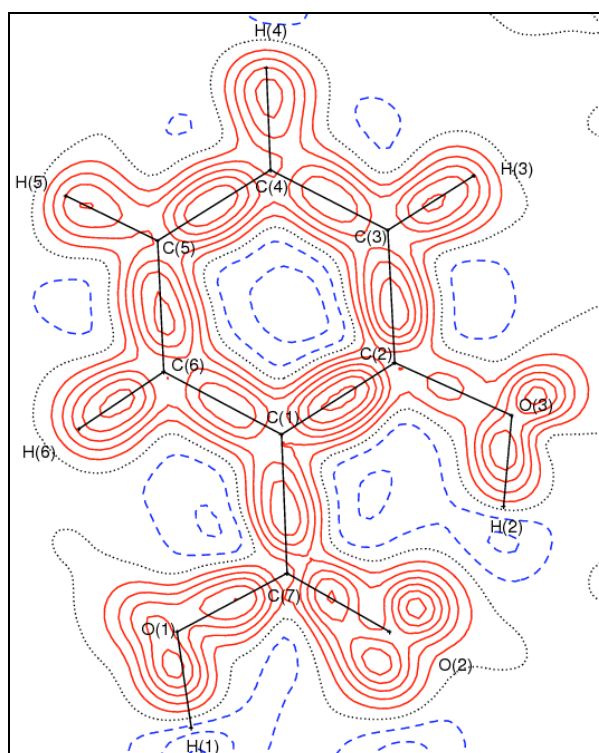 H(4)
H(5)
H(3)
C(4)
C(3)
C(5)
C(2)
C(6)
O(3)
C(1)
H(6)
H(2)
C(7)
O(1)
O(2)
H(1)